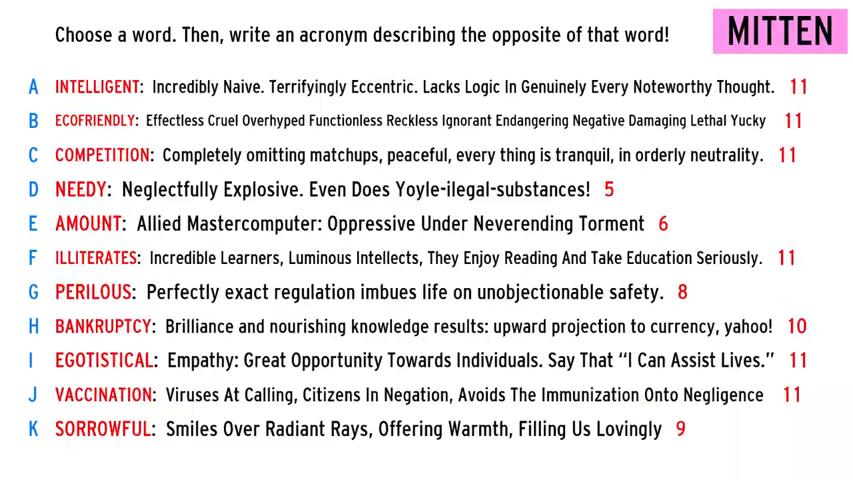 Choose a word. Then, write an acronym describing the opposite of that word!
MITTEN
A INTELLIGENT: Incredibly Naive. Terrifyingly Eccentric. Lacks Logic In Genuinely Every Noteworthy Thought. 11
B ECOFRIENDLY: Effectless Cruel Overhyped Functionless Reckless Ignorant Endangering Negative Damaging Lethal Yucky 11
C COMPETITION: Completely omitting matchups, peaceful, every thing is tranquil, in orderly neutrality. 11
D NEEDY: Neglectfully Explosive. Even Does Yoyle-ilegal-substances! 5
E AMOUNT: Allied Mastercomputer: Oppressive Under Neverending Torment 6
F ILLITERATES: Incredible Learners, Luminous Intellects, They Enjoy Reading And Take Education Seriously. 11
G PERILOUS: Perfectly exact regulation imbues life on unobjectionable safety. 8
H BANKRUPTCY: Brilliance and nourishing knowledge results: upward projection to currency, yahoo! 10
I EGOTISTICAL: Empathy: Great Opportunity Towards Individuals. Say That “I Can Assist Lives.” 11
J VACCINATION: Viruses At Calling, Citizens In Negation, Avoids The Immunization Onto Negligence 11
K SORROWFUL: Smiles Over Radiant Rays, Offering Warmth, Filling Us Lovingly 9